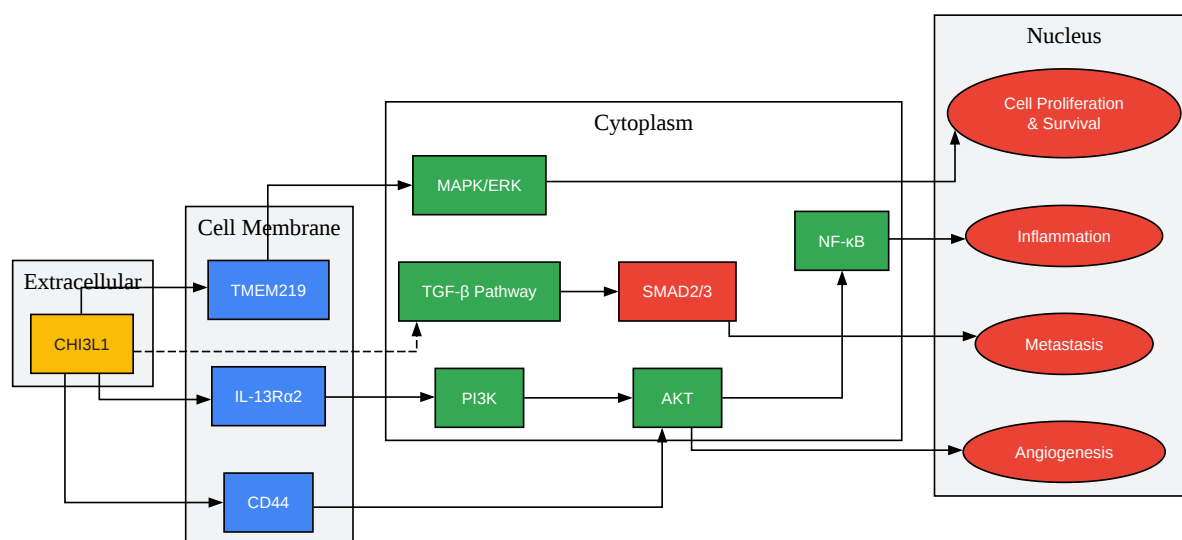 Extracellular
CHI3L1
Cell Membrane
TMEM219
IL-13Rα2
CD44
Cytoplasm
MAPK/ERK
NF-κB
TGF-β Pathway
SMAD2/3
PI3K
AKT
Nucleus
Cell Proliferation
& Survival
Inflammation
Metastasis
Angiogenesis